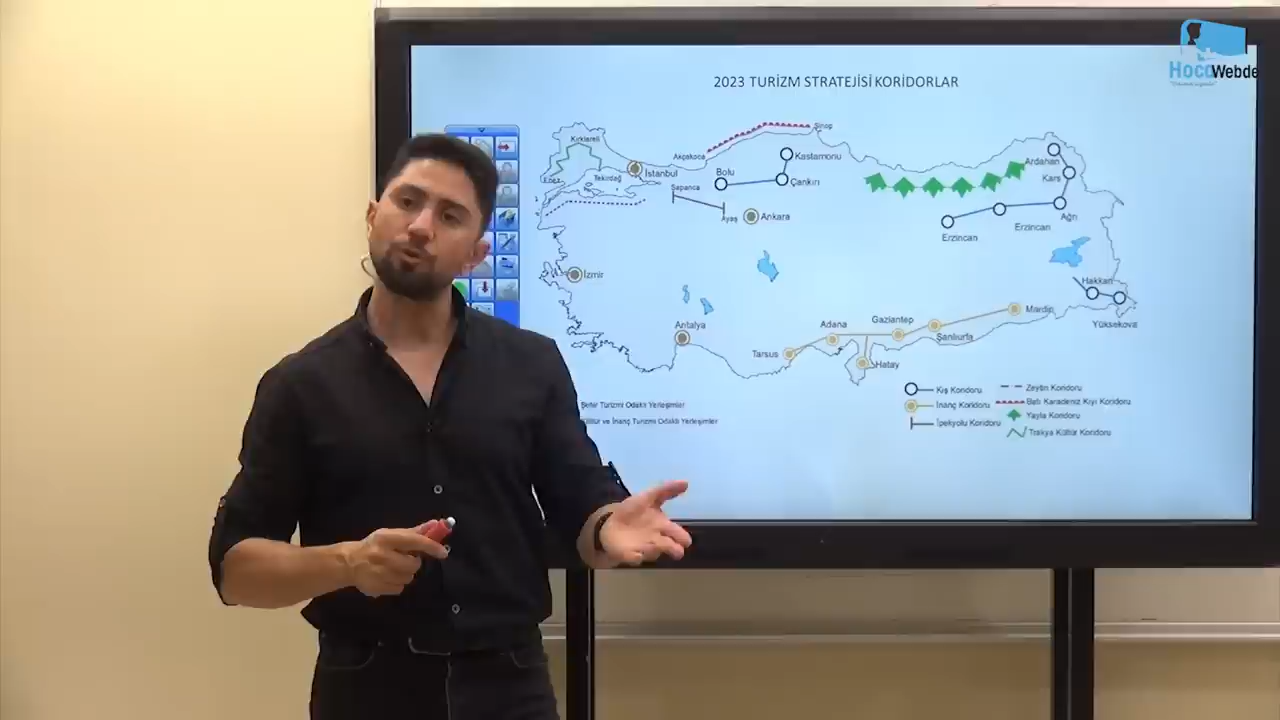 HocaWebde
2023 TURİZM STRATEJİSİ KORİDORLAR
Sinop
Kırklareli
Akçakoca
Kastamonu
İstanbul
Bolu
Çankırı
Ardahan
Kars
Enez
Tekirdağ
Sapanca
Ayaş
Ankara
Ağrı
Erzincan
Erzincan
İzmir
Hakkari
Yüksekova
Antalya
Adana
Gaziantep
Mardin
Şanlıurfa
Tarsus
Hatay
Kış Koridoru
Zeytin Koridoru
İnanç Koridoru
Batı Karadeniz Kıyı Koridoru
İpekyolu Koridoru
Yayla Koridoru
Trakya Kültür Koridoru
Şehir Turizmi Odaklı Yerleşimler
Kültür ve İnanç Turizmi Odaklı Yerleşimler